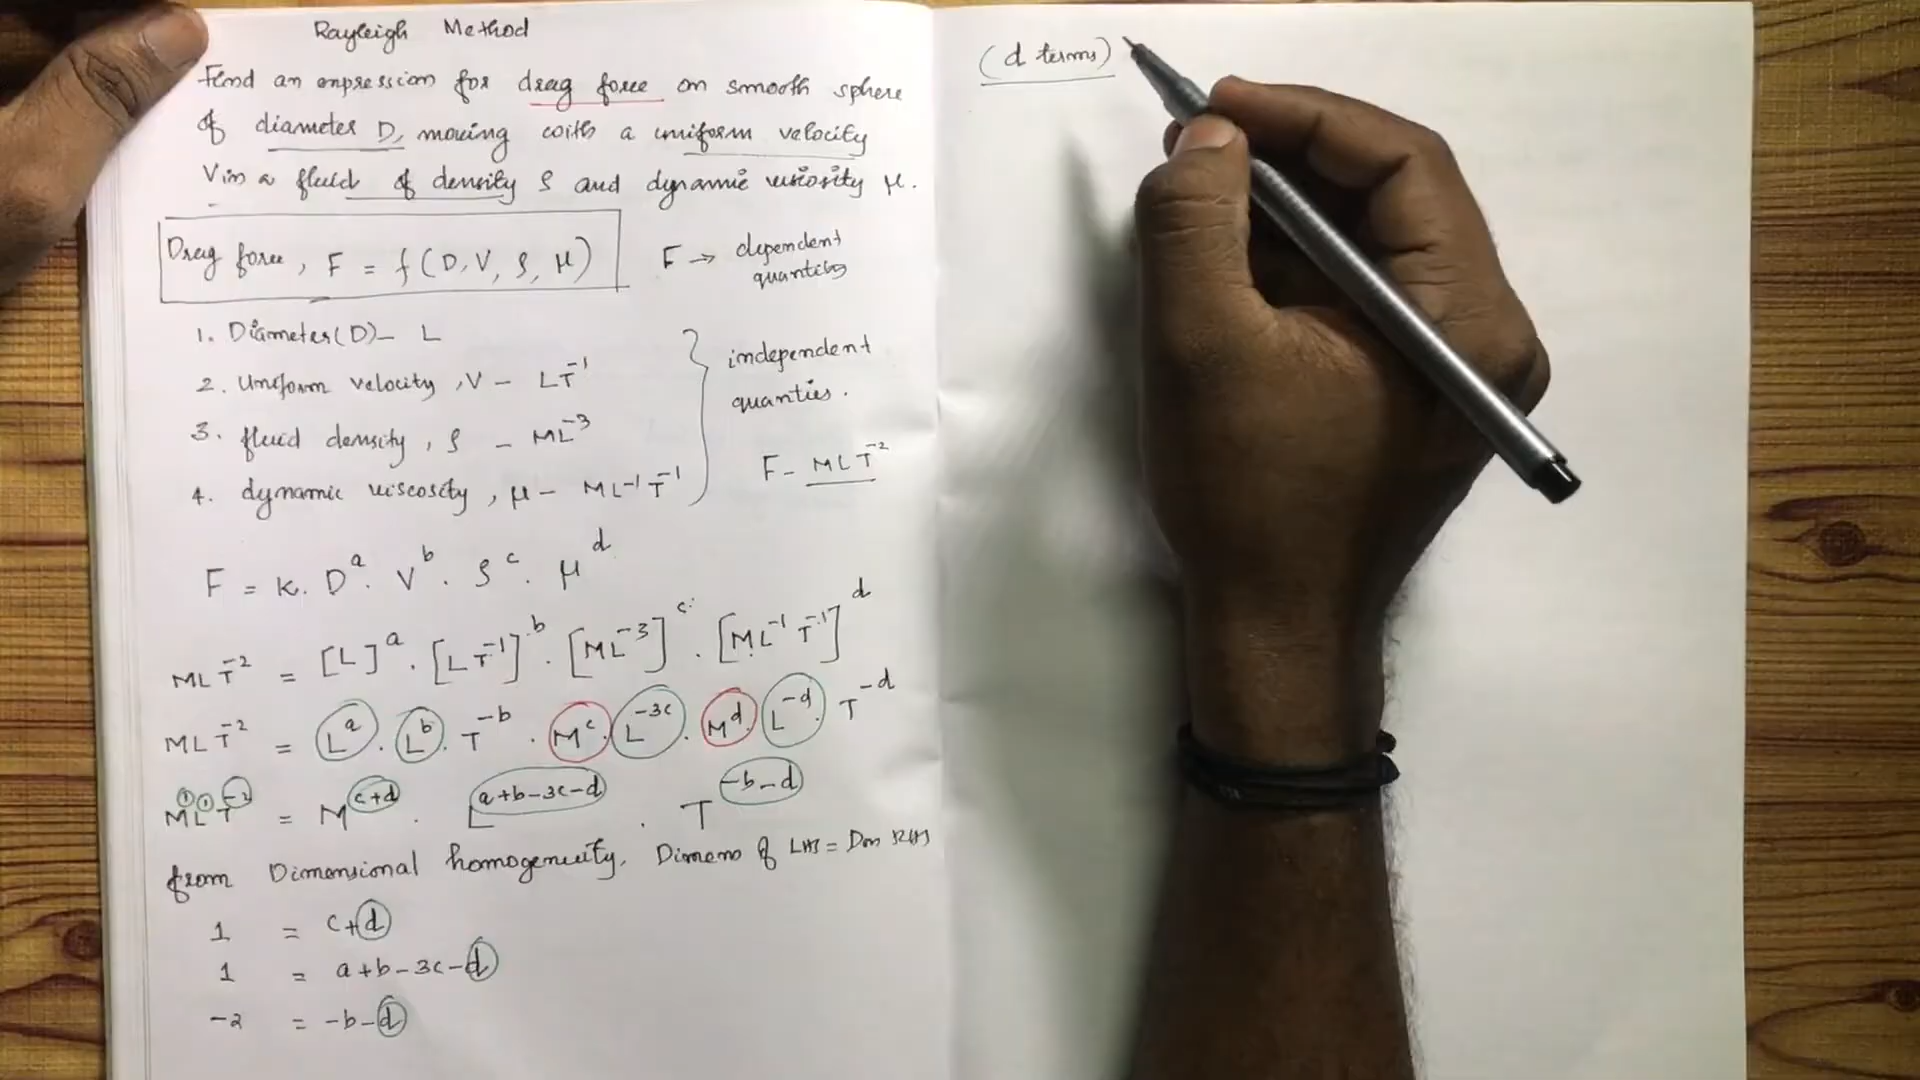 Rayleigh Method
Find an expression for drag force on smooth sphere
of diameter D, moving with a uniform velocity
V in a fluid of density ρ and dynamic viscosity μ.
Drag force, F = f(D, V, ρ, μ)
F → dependent
quantity
1. Diameter(D) – L
2. Uniform velocity, V – LT⁻¹
3. fluid density, ρ – ML⁻³
4. dynamic viscosity, μ – ML⁻¹T⁻¹
independent
quanties.
F – MLT⁻²
F = K. Dᵃ. Vᵇ. ρᶜ. μᵈ
MLT⁻² = [L]ᵃ. [LT⁻¹]ᵇ. [ML⁻³]ᶜ. [ML⁻¹T⁻¹]ᵈ
MLT⁻² = Lᵃ. Lᵇ. T⁻ᵇ. Mᶜ. L⁻³ᶜ. Mᵈ. L⁻ᵈ. T⁻ᵈ
M¹L¹T⁻² = M^(c+d). L^(a+b-3c-d). T^(-b-d)
from Dimensional homogenuity, Dimens of LHS = Dm RHS
1 = c+d
1 = a+b-3c-d
-2 = -b-d
(d terms)